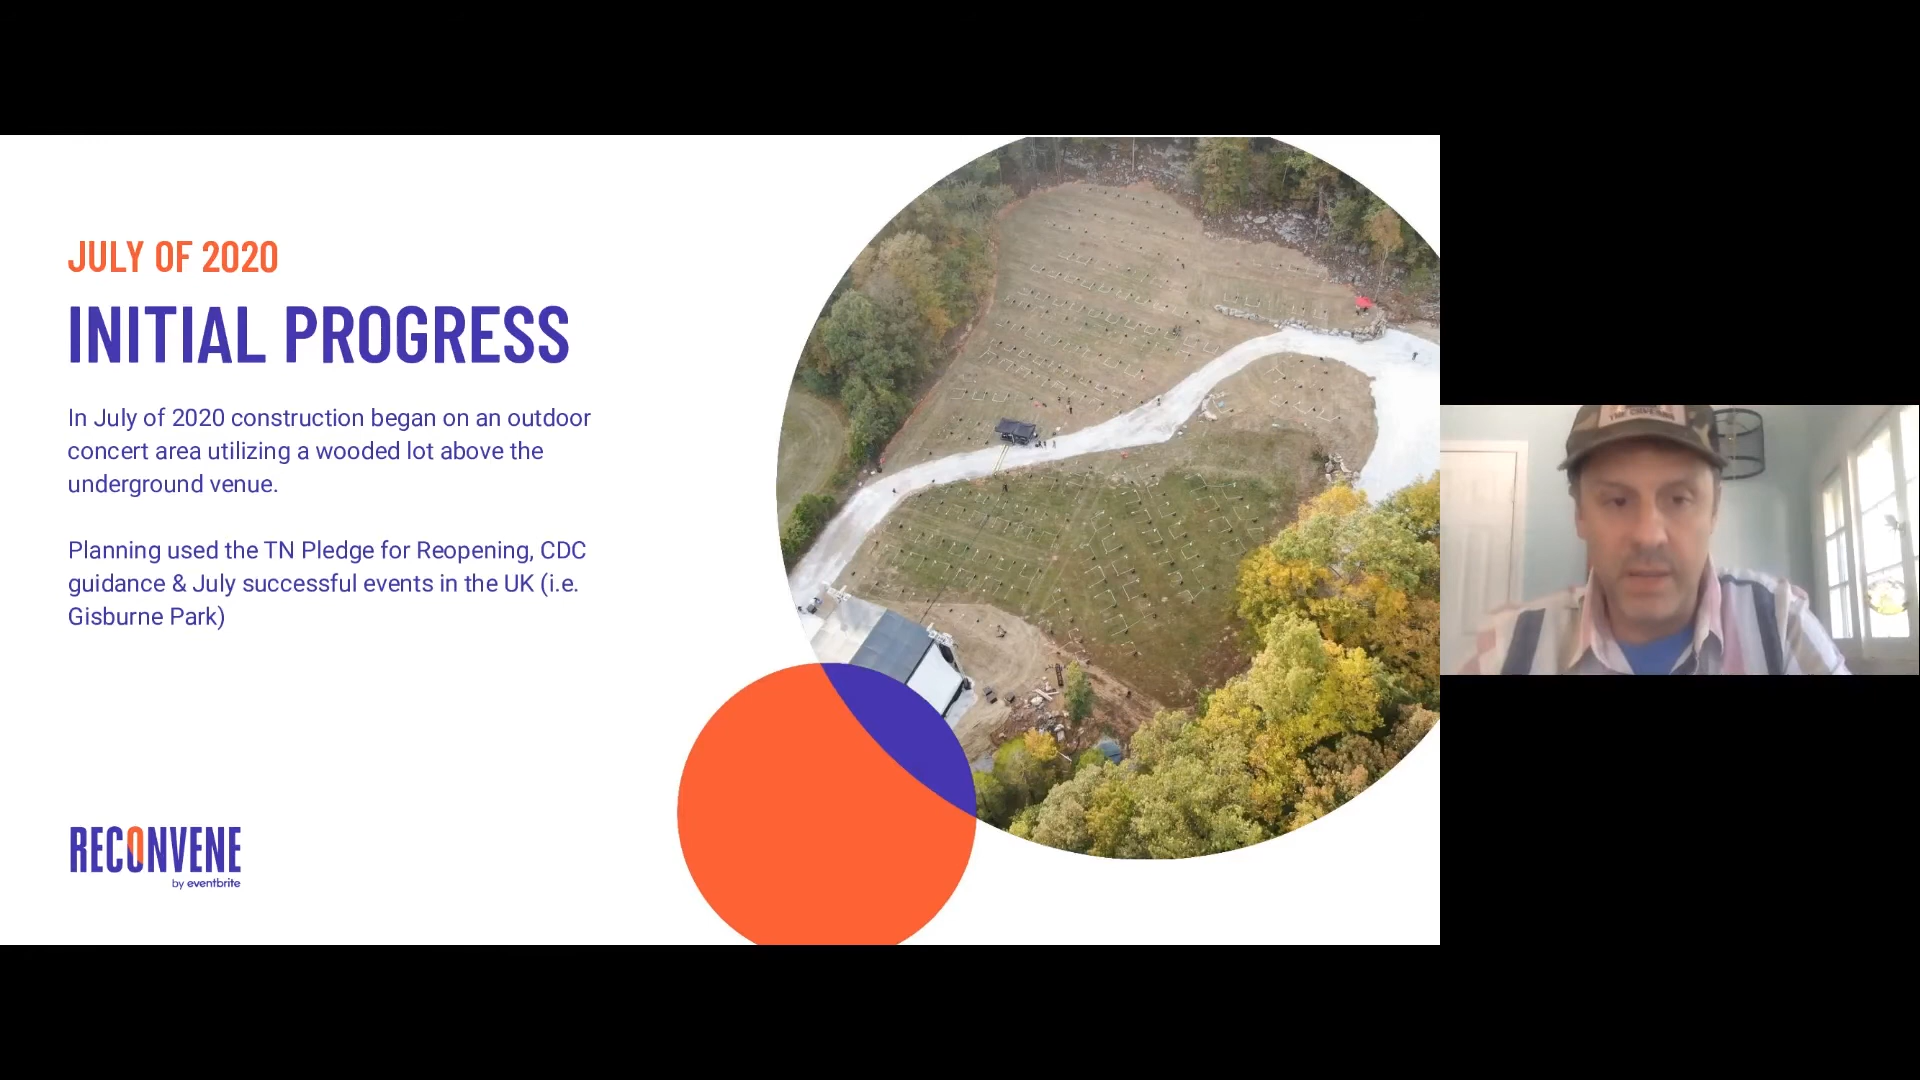 JULY OF 2020
INITIAL PROGRESS
In July of 2020 construction began on an outdoor
concert area utilizing a wooded lot above the
underground venue.
Planning used the TN Pledge for Reopening, CDC
guidance & July successful events in the UK (i.e.
Gisburne Park)
RECONVENE
by eventbrite
THE CAVERNS